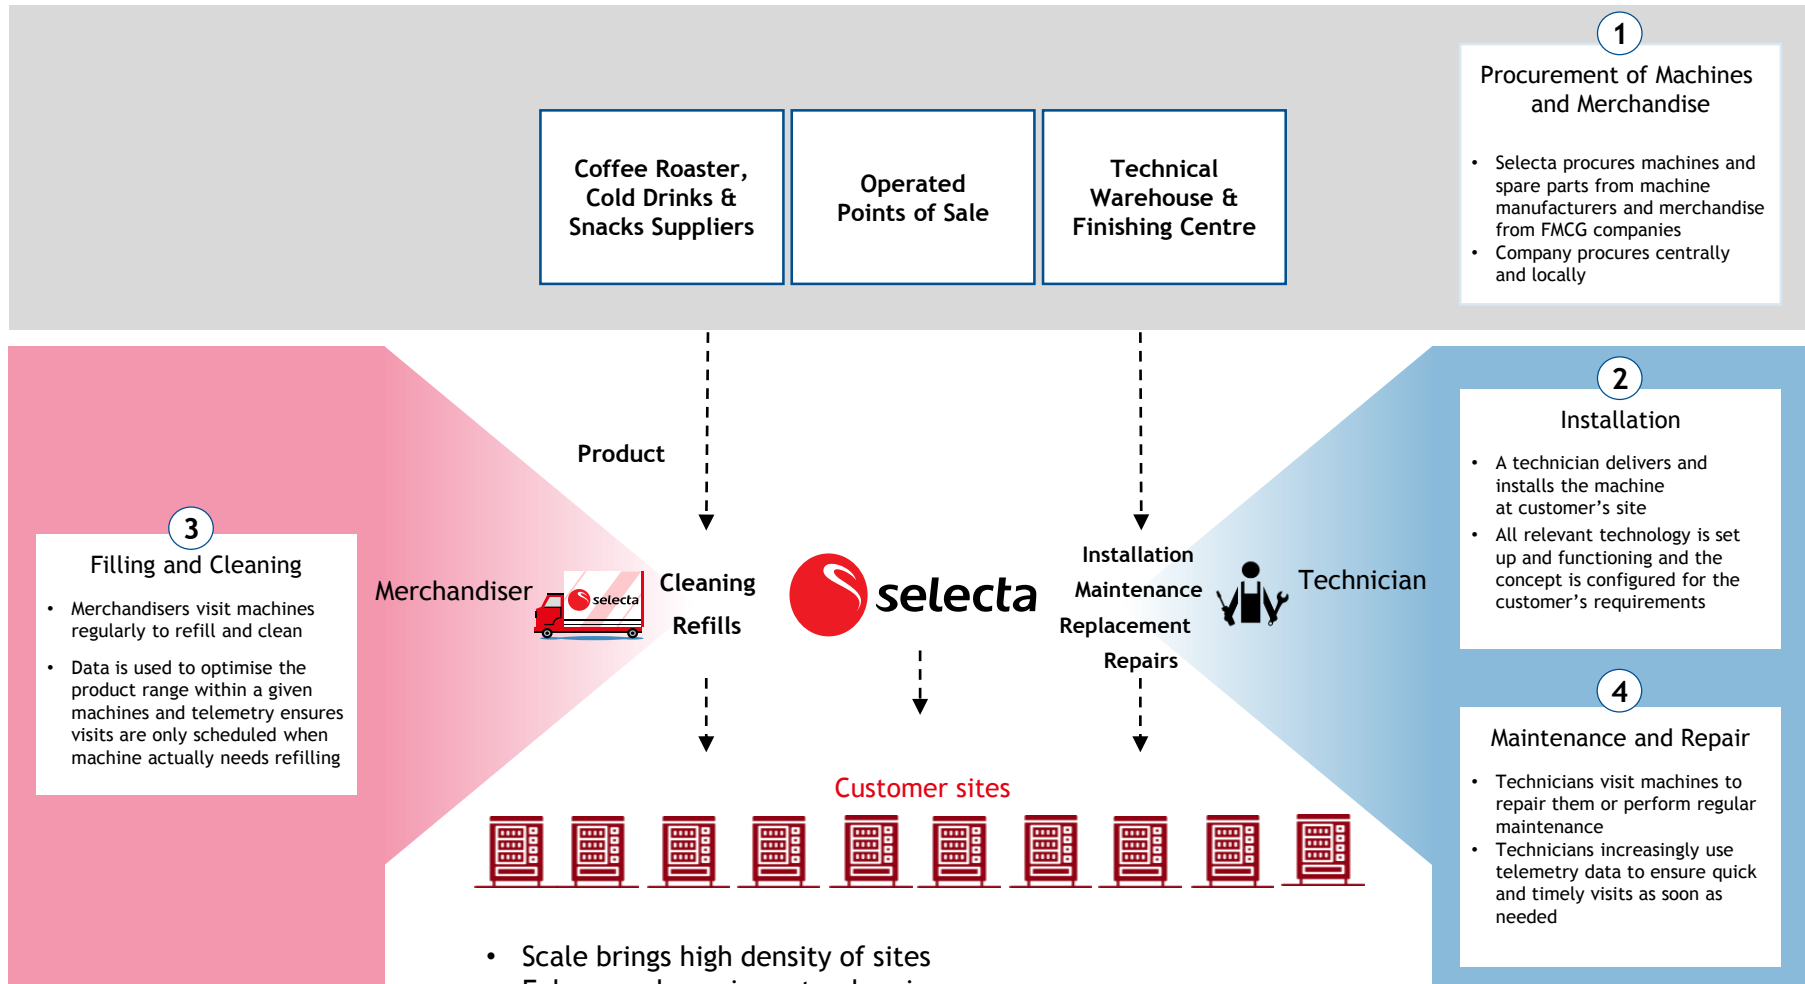 1
Procurement of Machines
and Merchandise
• Selecta procures machines and
spare parts from machine
manufacturers and merchandise
from FMCG companies
• Company procures centrally
and locally
Coffee Roaster,
Cold Drinks &
Snacks Suppliers
Operated
Points of Sale
Technical
Warehouse &
Finishing Centre
2
Installation
• A technician delivers and
installs the machine
at customer’s site
• All relevant technology is set
up and functioning and the
concept is configured for the
customer’s requirements
Product
3
Filling and Cleaning
• Merchandisers visit machines
regularly to refill and clean
• Data is used to optimise the
product range within a given
machines and telemetry ensures
visits are only scheduled when
machine actually needs refilling
Merchandiser
selecta
Cleaning
Refills
selecta
Installation
Maintenance
Replacement
Repairs
Technician
4
Maintenance and Repair
• Technicians visit machines to
repair them or perform regular
maintenance
• Technicians increasingly use
telemetry data to ensure quick
and timely visits as soon as
needed
Customer sites
• Scale brings high density of sites